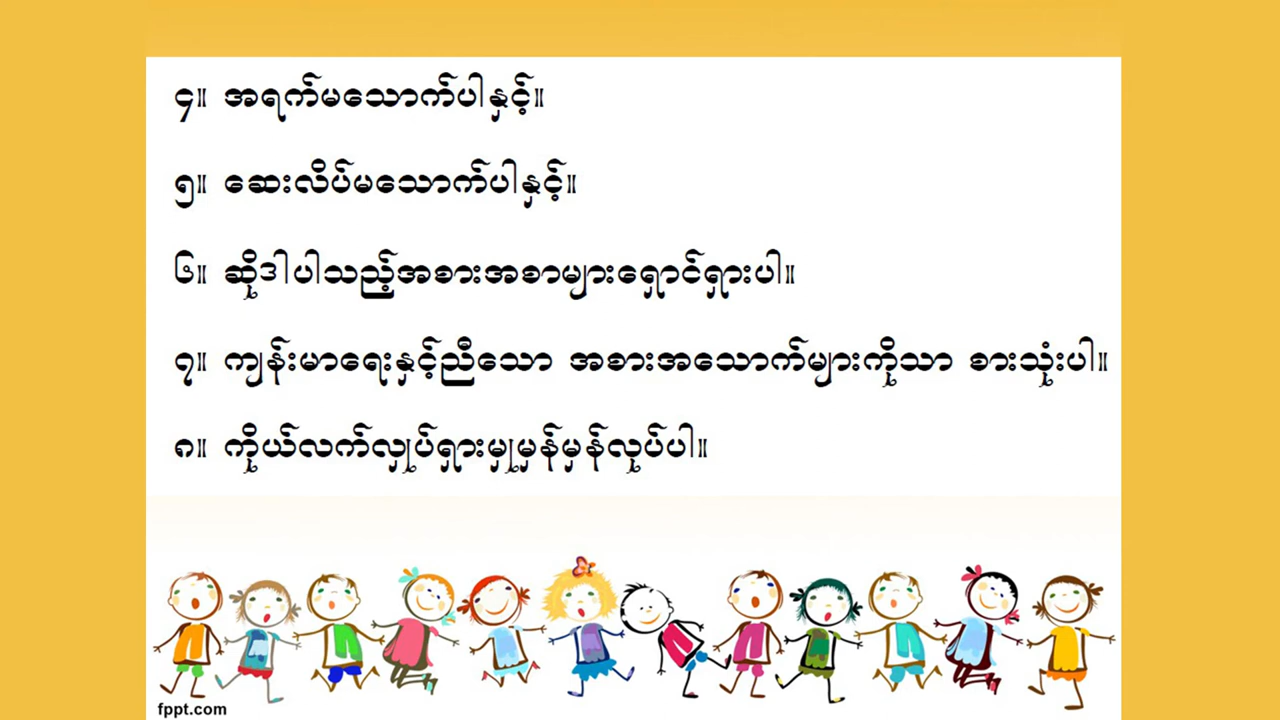 ၄။ အရက်မသောက်ပါနှင့်။
၅။ ဆေးလိပ်မသောက်ပါနှင့်။
၆။ ဆိုဒါပါသည့်အစားအစာများရှောင်ရှားပါ။
၇။ ကျန်းမာရေးနှင့်ညီသော အစားအသောက်များကိုသာ စားသုံးပါ။
၈။ ကိုယ်လက်လှုပ်ရှားမှုမှန်မှန်လုပ်ပါ။
fppt.com